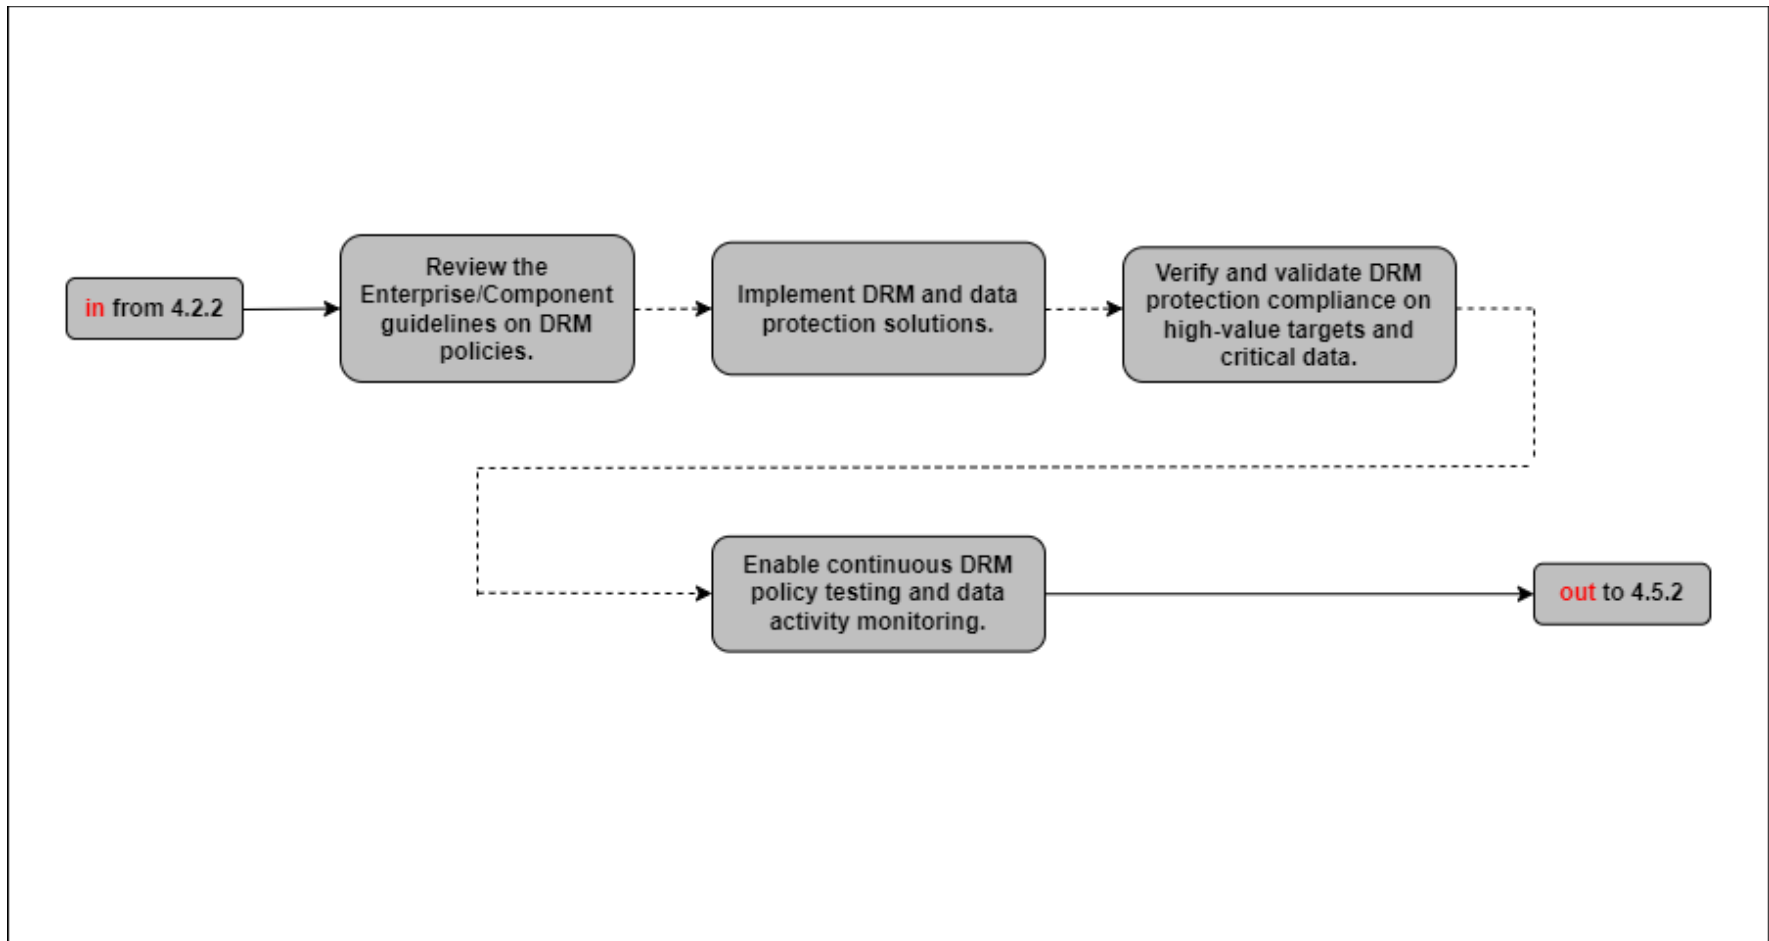 in from 4.2.2
Review the
Enterprise/Component
guidelines on DRM
policies.
Implement DRM and data
protection solutions.
Verify and validate DRM
protection compliance on
high-value targets and
critical data.
Enable continuous DRM
policy testing and data
activity monitoring.
out to 4.5.2